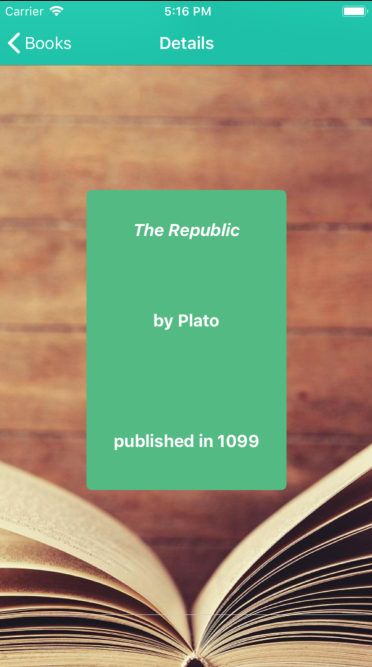 Carrier 5:16 PM
Books Details
The Republic
by Plato
published in 1099